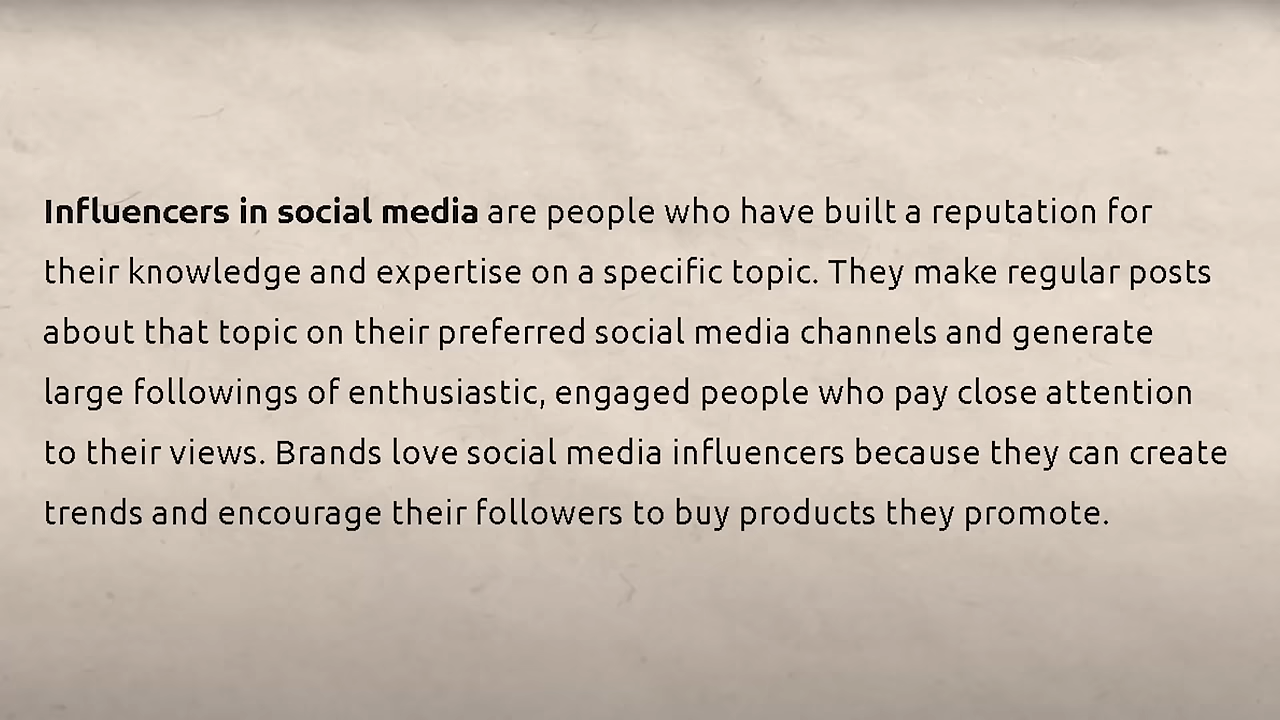 Influencers in social media are people who have built a reputation for
their knowledge and expertise on a specific topic. They make regular posts
about that topic on their preferred social media channels and generate
large followings of enthusiastic, engaged people who pay close attention
to their views. Brands love social media influencers because they can create
trends and encourage their followers to buy products they promote.